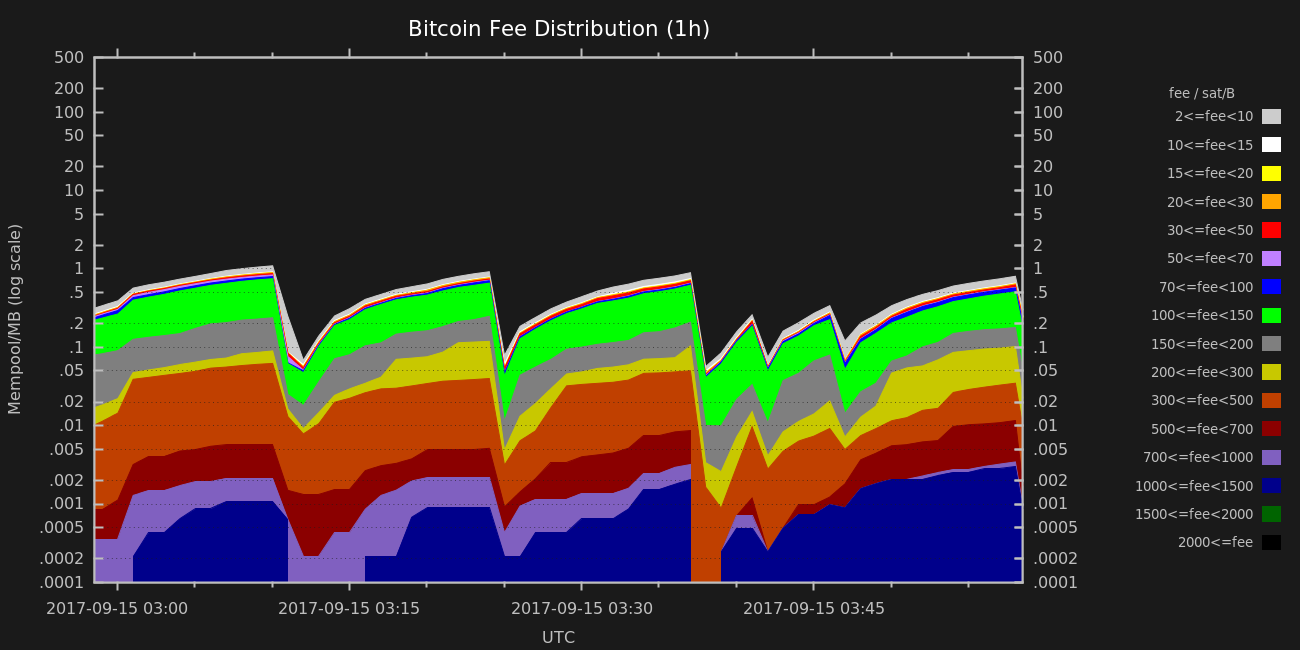 Bitcoin Fee Distribution (1h)
Mempool/MB (log scale)
500
200
100
50
20
10
5
2
1
.5
.2
.1
.05
.02
.01
.005
.002
.001
.0005
.0002
.0001
500
200
100
50
20
10
5
2
1
.5
.2
.1
.05
.02
.01
.005
.002
.001
.0005
.0002
.0001
2017-09-15 03:00
2017-09-15 03:15
2017-09-15 03:30
2017-09-15 03:45
UTC
fee / sat/B
2<=fee<10
10<=fee<15
15<=fee<20
20<=fee<30
30<=fee<50
50<=fee<70
70<=fee<100
100<=fee<150
150<=fee<200
200<=fee<300
300<=fee<500
500<=fee<700
700<=fee<1000
1000<=fee<1500
1500<=fee<2000
2000<=fee